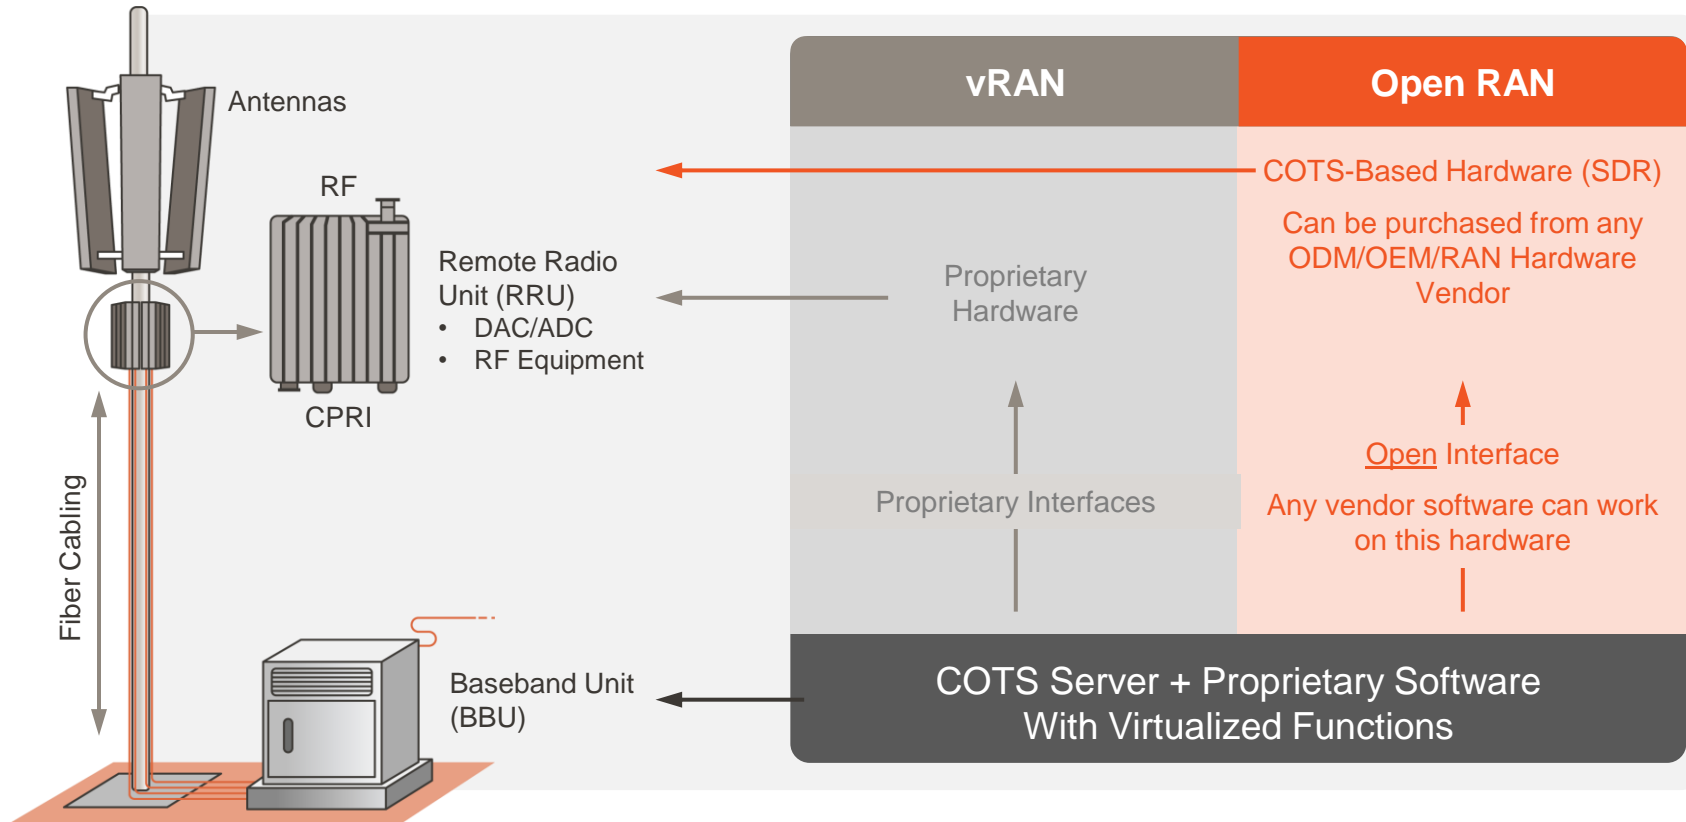 Antennas
RF
Remote Radio
Unit (RRU)
• DAC/ADC
• RF Equipment
CPRI
Fiber Cabling
Baseband Unit
(BBU)
vRAN
Open RAN
COTS-Based Hardware (SDR)
Can be purchased from any
ODM/OEM/RAN Hardware
Vendor
Proprietary
Hardware
Open Interface
Proprietary Interfaces
Any vendor software can work
on this hardware
COTS Server + Proprietary Software
With Virtualized Functions